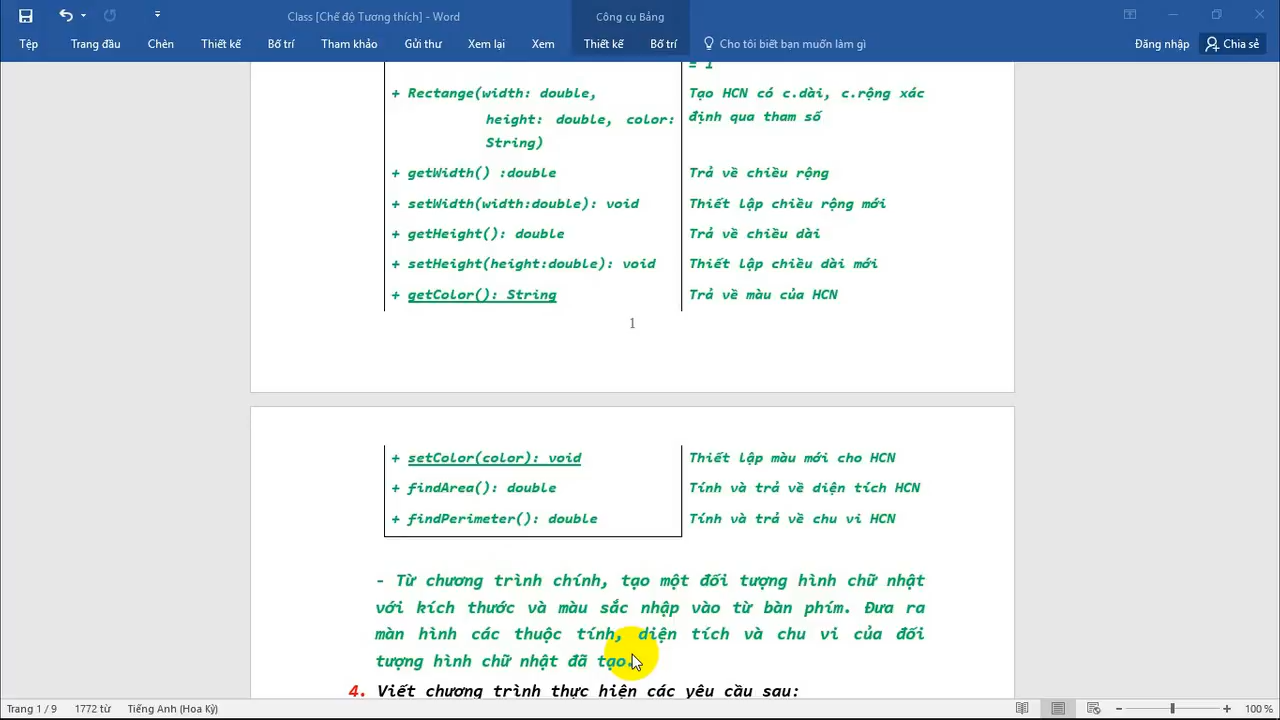 Class [Chế độ Tương thích] - Word
Công cụ Bảng
Tệp Trang đầu Chèn Thiết kế Bố trí Tham khảo Gửi thư Xem lại Xem Thiết kế Bố trí Cho tôi biết bạn muốn làm gì Đăng nhập Chia sẻ
= 1
+ Rectange(width: double,
height: double, color:
String)
Tạo HCN có c.dài, c.rộng xác
định qua tham số
+ getWidth() :double Trả về chiều rộng
+ setWidth(width:double): void Thiết lập chiều rộng mới
+ getHeight(): double Trả về chiều dài
+ setHeight(height:double): void Thiết lập chiều dài mới
+ getColor(): String Trả về màu của HCN
1
+ setColor(color): void Thiết lập màu mới cho HCN
+ findArea(): double Tính và trả về diện tích HCN
+ findPerimeter(): double Tính và trả về chu vi HCN
- Từ chương trình chính, tạo một đối tượng hình chữ nhật
với kích thước và màu sắc nhập vào từ bàn phím. Đưa ra
màn hình các thuộc tính, diện tích và chu vi của đối
tượng hình chữ nhật đã tạo.
4. Viết chương trình thực hiện các yêu cầu sau:
Trang 1 / 9 1772 từ Tiếng Anh (Hoa Kỳ) 100 %